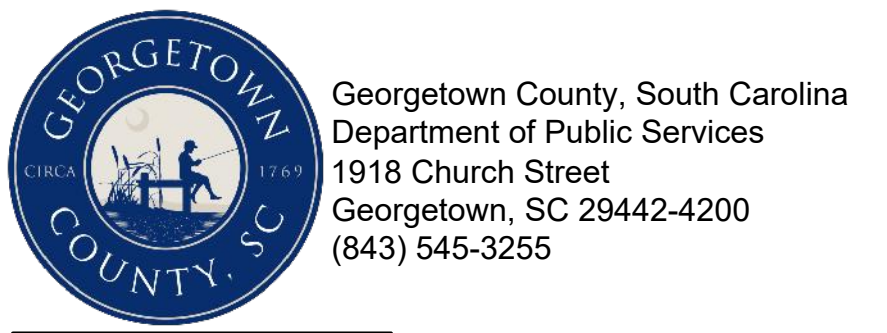 GEORGETOWN
CIRCA 1769
COUNTY, SC
Georgetown County, South Carolina
Department of Public Services
1918 Church Street
Georgetown, SC 29442-4200
(843) 545-3255